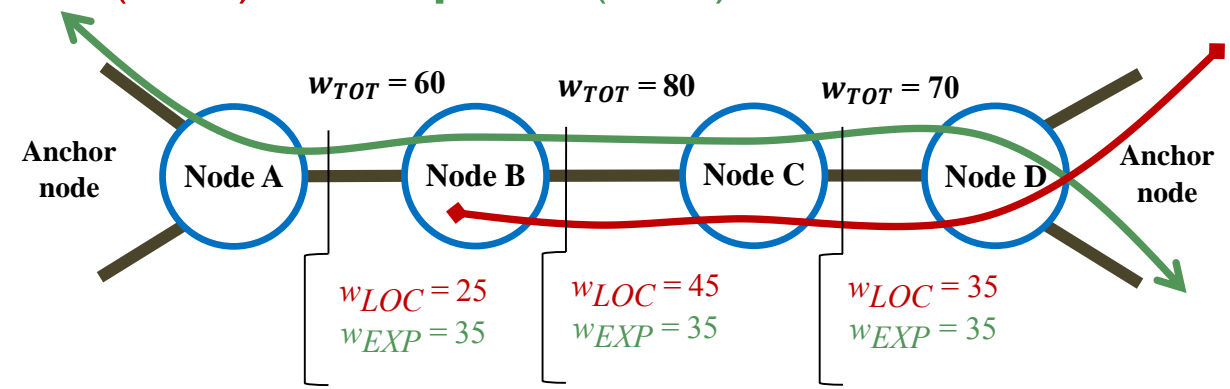 w_TOT = 60
w_TOT = 80
w_TOT = 70
Anchor
node
Node A
Node B
Node C
Node D
Anchor
node
w_LOC = 25
w_EXP = 35
w_LOC = 45
w_EXP = 35
w_LOC = 35
w_EXP = 35